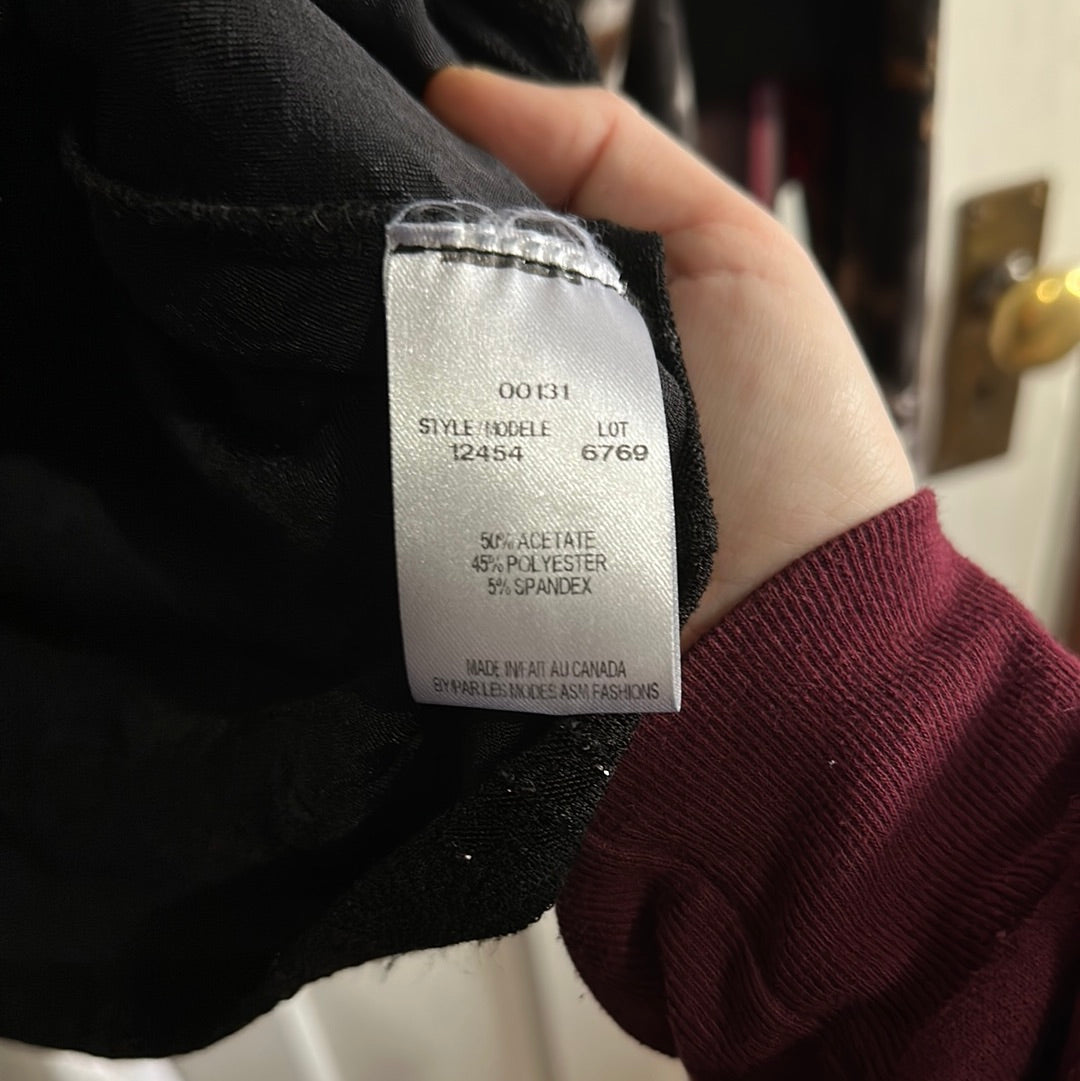 00131
STYLE/MODELE LOT
12454 6769
50% ACETATE
45% POLYESTER
5% SPANDEX
MADE IN/FAIT AU CANADA
BY/PAR LES MODES ASM FASHIONS